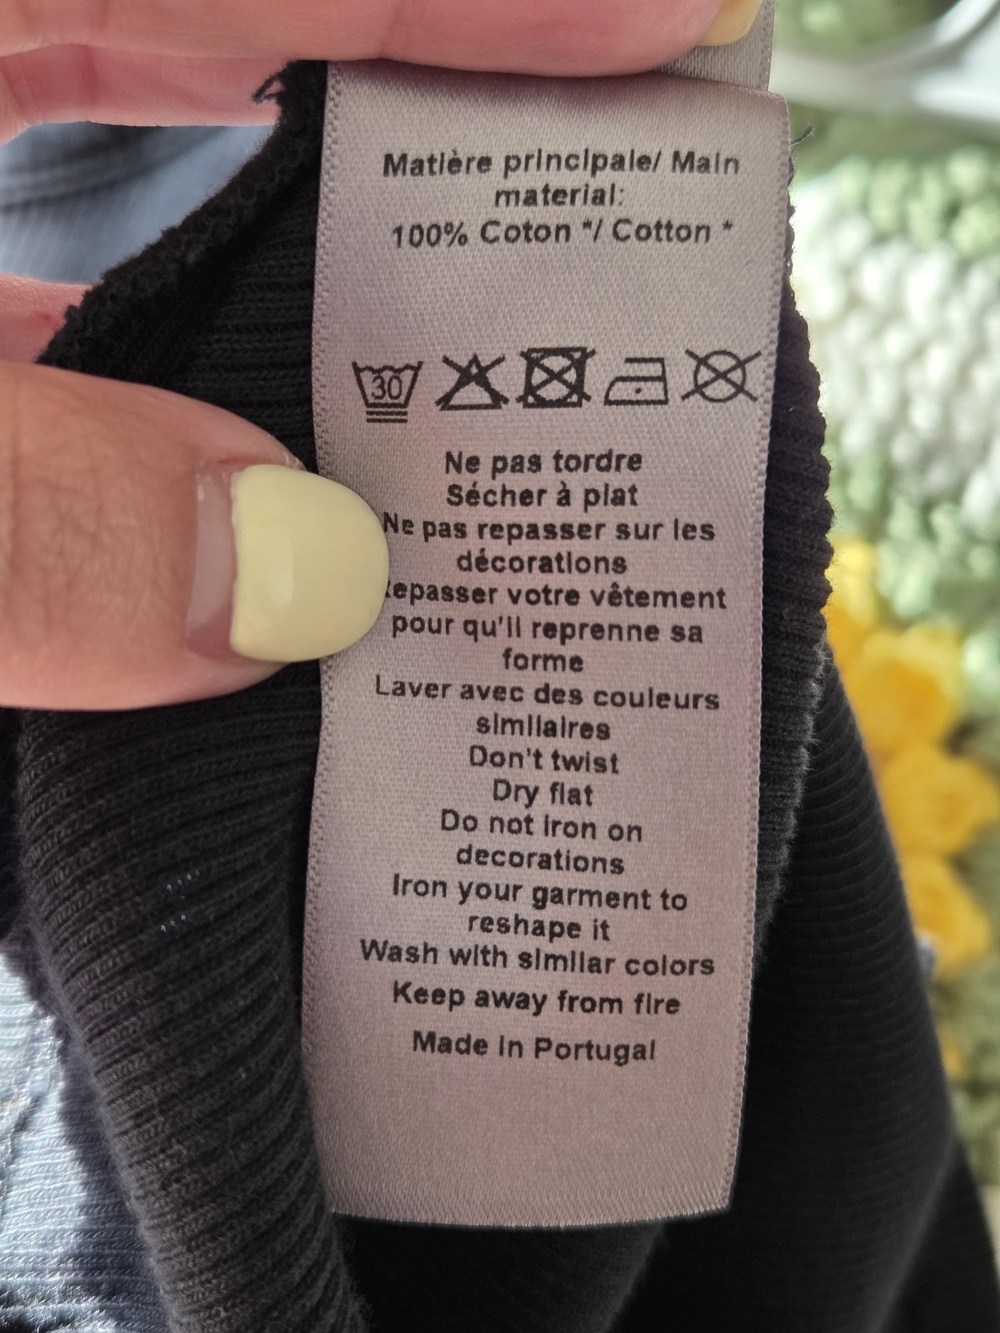 Matière principale/ Main
material:
100% Coton */ Cotton *
30
Ne pas tordre
Sécher à plat
Ne pas repasser sur les
décorations
votre vêtement
pour qu'il reprenne sa
forme
Laver avec des couleurs
similaires
Don't twist
Dry flat
Do not iron on
decorations
Iron your garment to
reshape it
Wash with similar colors
Keep away from fire
Made in Portugal